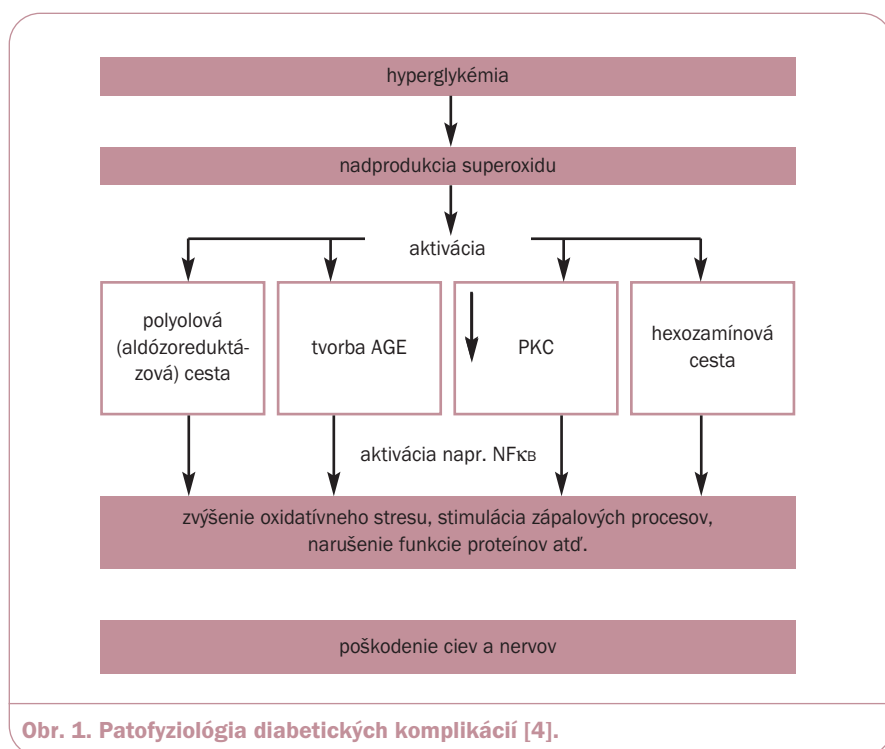 hyperglykémia
nadprodukcia superoxidu
aktivácia
polyolová
(aldózoreduktá-
zová) cesta
tvorba AGE
PKC
hexozamínová
cesta
aktivácia napr. NFκB
zvýšenie oxidatívneho stresu, stimulácia zápalových procesov,
narušenie funkcie proteínov atď.
poškodenie ciev a nervov
Obr. 1. Patofyziológia diabetických komplikácií [4].